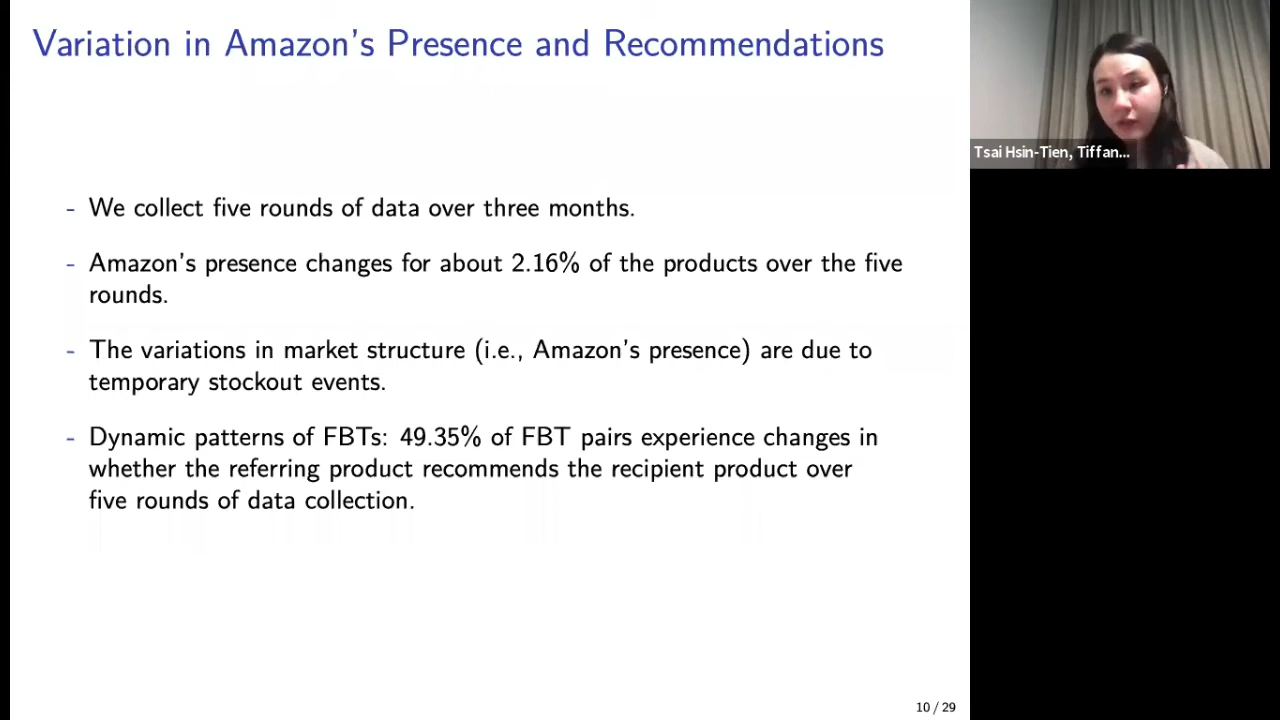 Variation in Amazon's Presence and Recommendations
- We collect five rounds of data over three months.
- Amazon's presence changes for about 2.16% of the products over the five
rounds.
- The variations in market structure (i.e., Amazon's presence) are due to
temporary stockout events.
- Dynamic patterns of FBTs: 49.35% of FBT pairs experience changes in
whether the referring product recommends the recipient product over
five rounds of data collection.
10 / 29
Tsai Hsin-Tien, Tiffan...